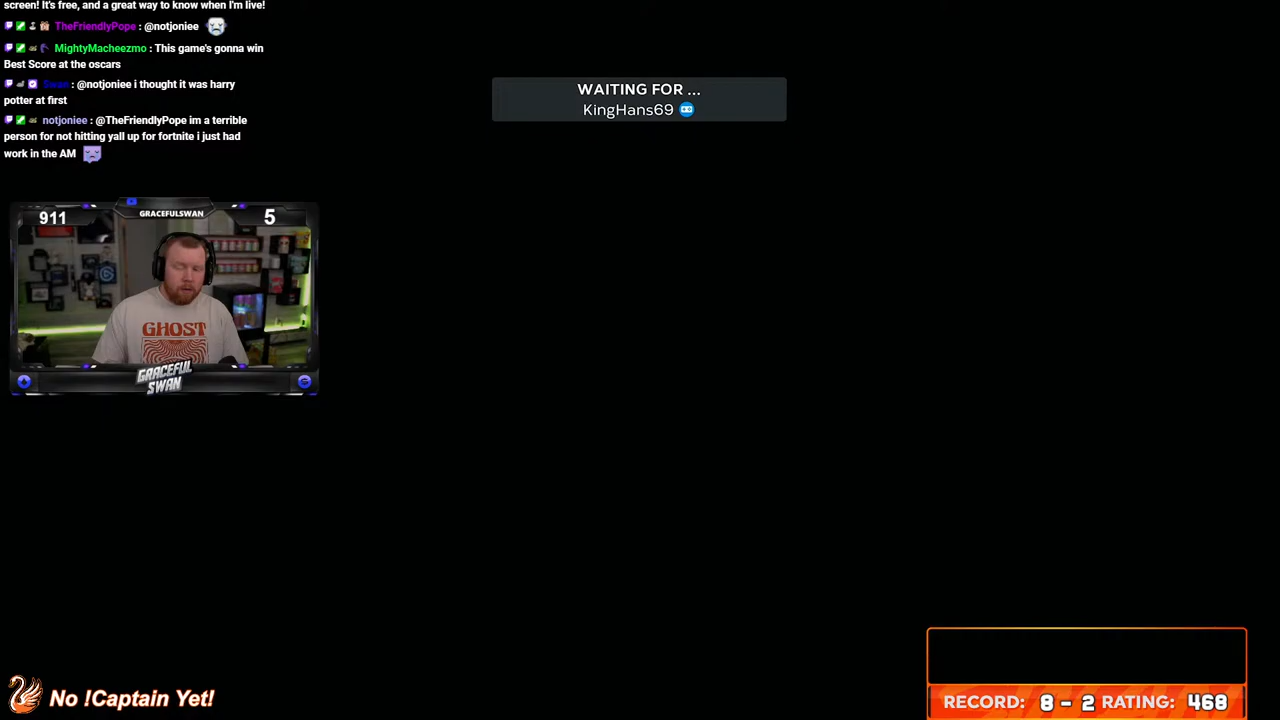 screen! It's free, and a great way to know when I'm live!
TheFriendlyPope : @notjoniee
MightyMacheezmo : This game's gonna win
Best Score at the oscars
Swan : @notjoniee i thought it was harry
potter at first
notjoniee : @TheFriendlyPope im a terrible
person for not hitting yall up for fortnite i just had
work in the AM
WAITING FOR ...
KingHans69
911
GRACEFULSWAN
5
GHOST
GRACEFUL
SWAN
No !Captain Yet!
RECORD: 8 - 2 RATING: 468